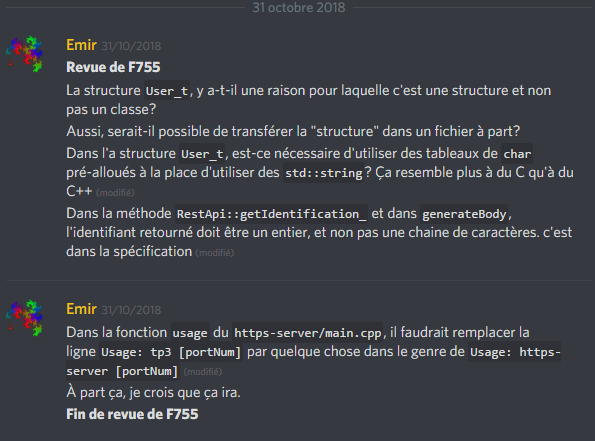 31 octobre 2018
Emir 31/10/2018
Revue de F755
La structure User_t, y a-t-il une raison pour laquelle c'est une structure et non
pas un classe?
Aussi, serait-il possible de transférer la "structure" dans un fichier à part?
Dans l'a structure User_t, est-ce nécessaire d'utiliser des tableaux de char
pré-alloués à la place d'utiliser des std::string? Ça resemble plus à du C qu'à du
C++ (modifié)
Dans la méthode RestApi::getIdentification_ et dans generateBody,
l'identifiant retourné doit être un entier, et non pas une chaine de caractères. c'est
dans la spécification (modifié)
Emir 31/10/2018
Dans la fonction usage du https-server/main.cpp, il faudrait remplacer la
ligne Usage: tp3 [portNum] par quelque chose dans le genre de Usage: https-
server [portNum] (modifié)
À part ça, je crois que ça ira.
Fin de revue de F755